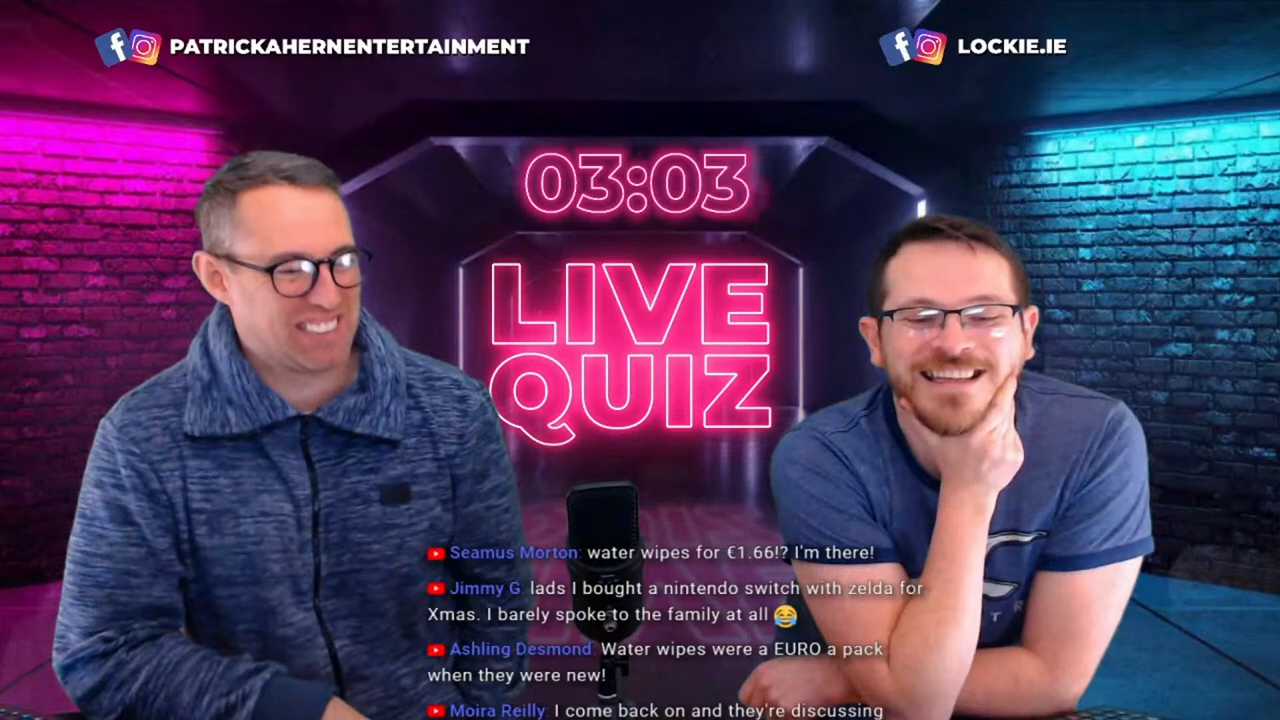 PATRICKAHERNENTERTAINMENT
LOCKIE.IE
03:03
LIVE
QUIZ
Seamus Morton: water wipes for €1.66!? I'm there!
Jimmy G: lads I bought a nintendo switch with zelda for
Xmas. I barely spoke to the family at all 😂
Ashling Desmond: Water wipes were a EURO a pack
when they were new!
Moira Reilly: I come back on and they're discussing